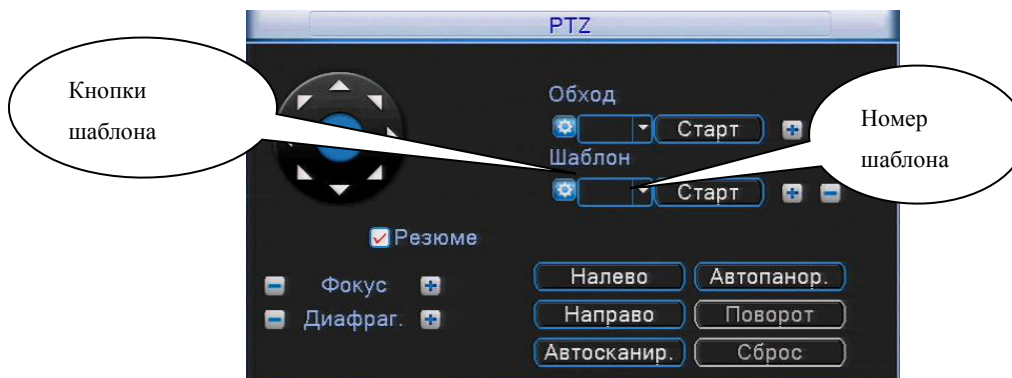 PTZ
Кнопки
шаблона
Обход
Старт
Номер
шаблона
Шаблон
Старт
Резюме
Фокус
Диафраг.
Налево
Автопанор.
Направо
Поворот
Автосканир.
Сброс